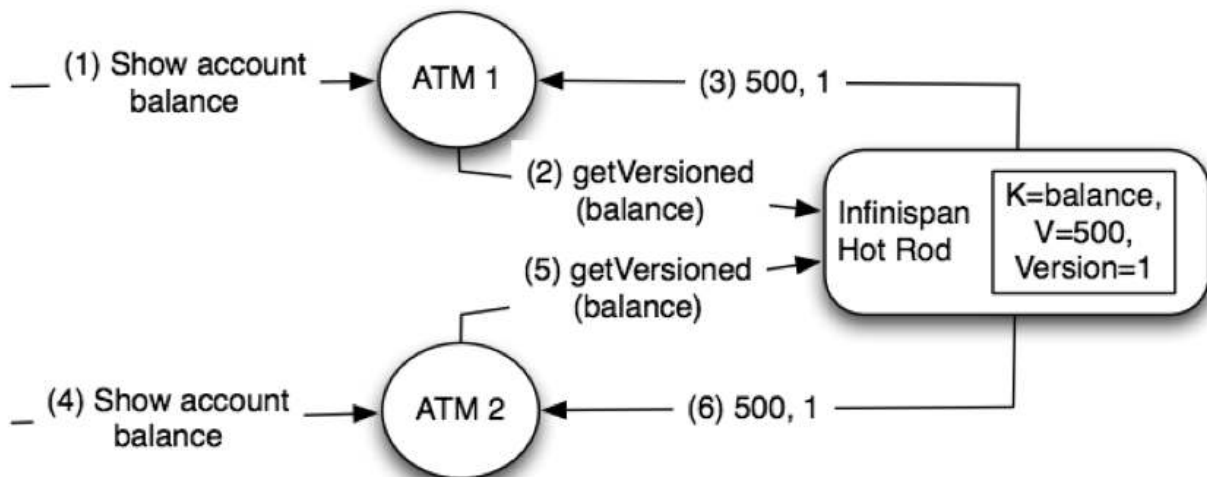 (1) Show account
balance
ATM 1
(3) 500, 1
(2) getVersioned
(balance)
Infinispan
Hot Rod
K=balance,
V=500,
Version=1
(5) getVersioned
(balance)
(4) Show account
balance
ATM 2
(6) 500, 1